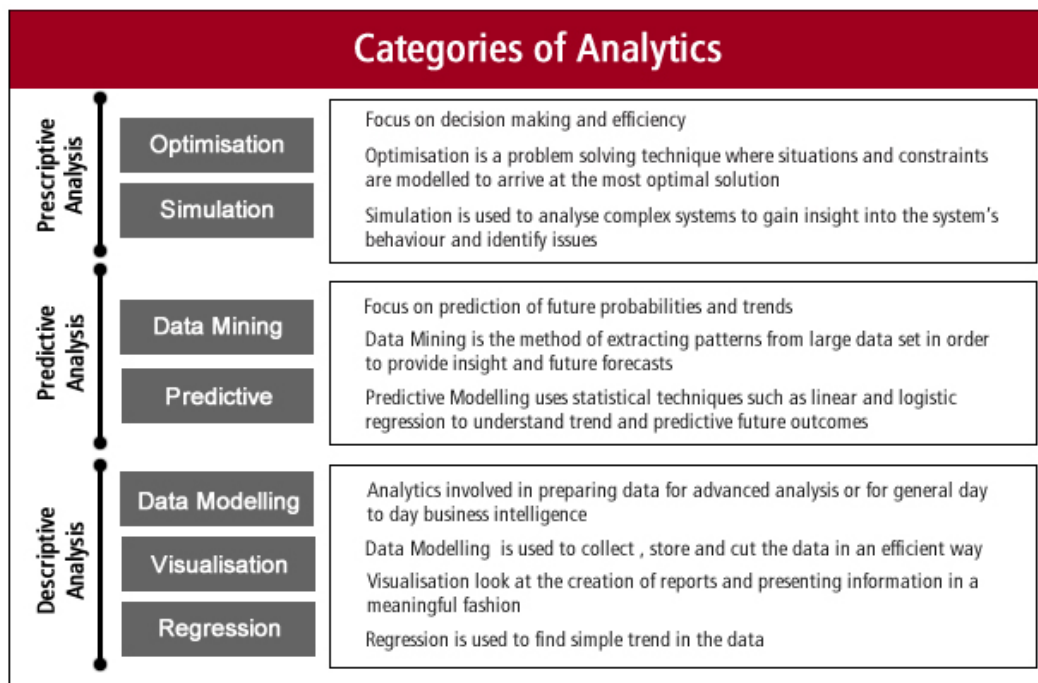 Categories of Analytics
Prescriptive
Analysis
Optimisation
Simulation
Focus on decision making and efficiency
Optimisation is a problem solving technique where situations and constraints
are modelled to arrive at the most optimal solution
Simulation is used to analyse complex systems to gain insight into the system's
behaviour and identify issues
Predictive
Analysis
Data Mining
Predictive
Focus on prediction of future probabilities and trends
Data Mining is the method of extracting patterns from large data set in order
to provide insight and future forecasts
Predictive Modelling uses statistical techniques such as linear and logistic
regression to understand trend and predictive future outcomes
Descriptive
Analysis
Data Modelling
Visualisation
Regression
Analytics involved in preparing data for advanced analysis or for general day
to day business intelligence
Data Modelling is used to collect , store and cut the data in an efficient way
Visualisation look at the creation of reports and presenting information in a
meaningful fashion
Regression is used to find simple trend in the data